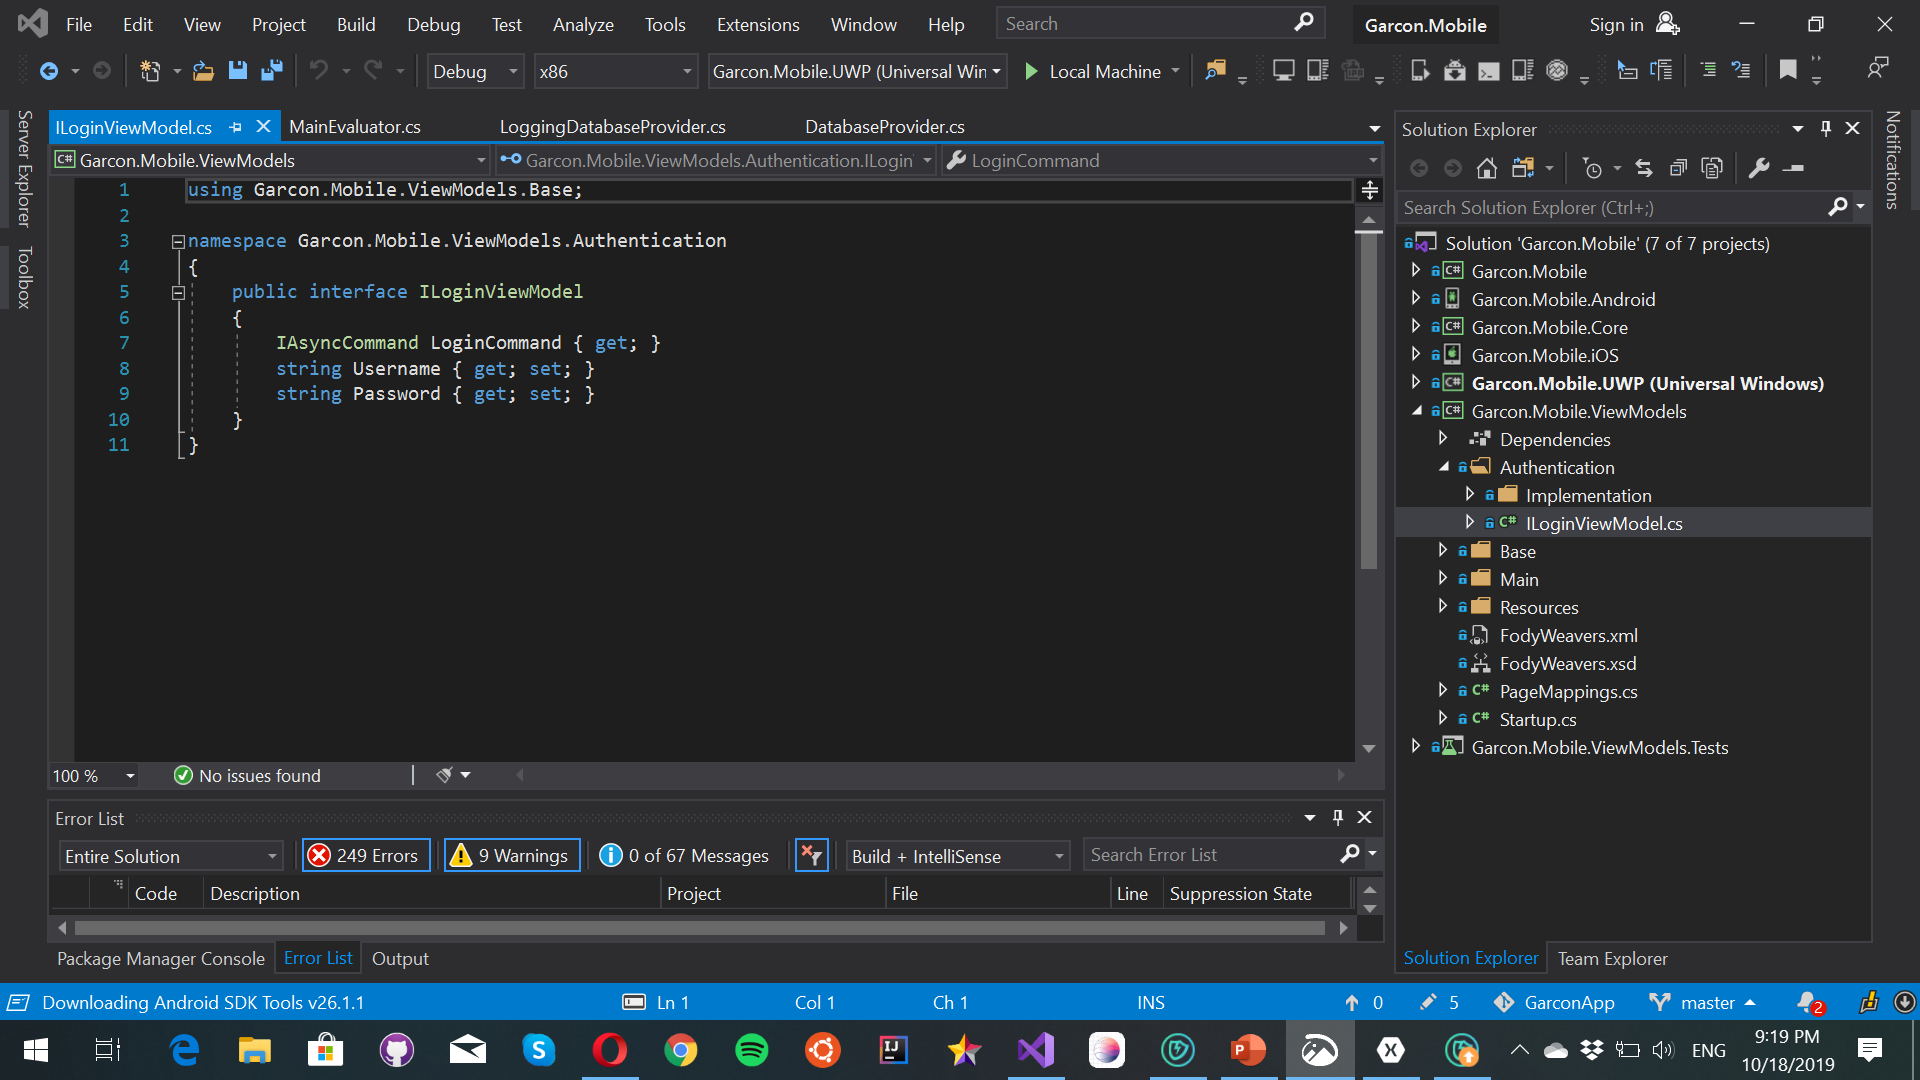 File Edit View Project Build Debug Test Analyze Tools Extensions Window Help Search Garcon.Mobile Sign in
Debug x86 Garcon.Mobile.UWP (Universal Win Local Machine
Server Explorer
Toolbox
ILoginViewModel.cs MainEvaluator.cs LoggingDatabaseProvider.cs DatabaseProvider.cs
C# Garcon.Mobile.ViewModels Garcon.Mobile.ViewModels.Authentication.ILogin LoginCommand
1 using Garcon.Mobile.ViewModels.Base;
2
3 namespace Garcon.Mobile.ViewModels.Authentication
4 {
5 public interface ILoginViewModel
6 {
7 IAsyncCommand LoginCommand { get; }
8 string Username { get; set; }
9 string Password { get; set; }
10 }
11 }
100 % No issues found
Error List
Entire Solution 249 Errors 9 Warnings 0 of 67 Messages Build + IntelliSense Search Error List
Code Description Project File Line Suppression State
Package Manager Console Error List Output
Solution Explorer
Search Solution Explorer (Ctrl+;)
Solution 'Garcon.Mobile' (7 of 7 projects)
C# Garcon.Mobile
Garcon.Mobile.Android
C# Garcon.Mobile.Core
Garcon.Mobile.iOS
C# Garcon.Mobile.UWP (Universal Windows)
C# Garcon.Mobile.ViewModels
Dependencies
Authentication
Implementation
C# ILoginViewModel.cs
Base
Main
Resources
FodyWeavers.xml
FodyWeavers.xsd
C# PageMappings.cs
C# Startup.cs
Garcon.Mobile.ViewModels.Tests
Solution Explorer Team Explorer
Notifications
Downloading Android SDK Tools v26.1.1 Ln 1 Col 1 Ch 1 INS 0 5 GarconApp master 2
ENG 9:19 PM
10/18/2019